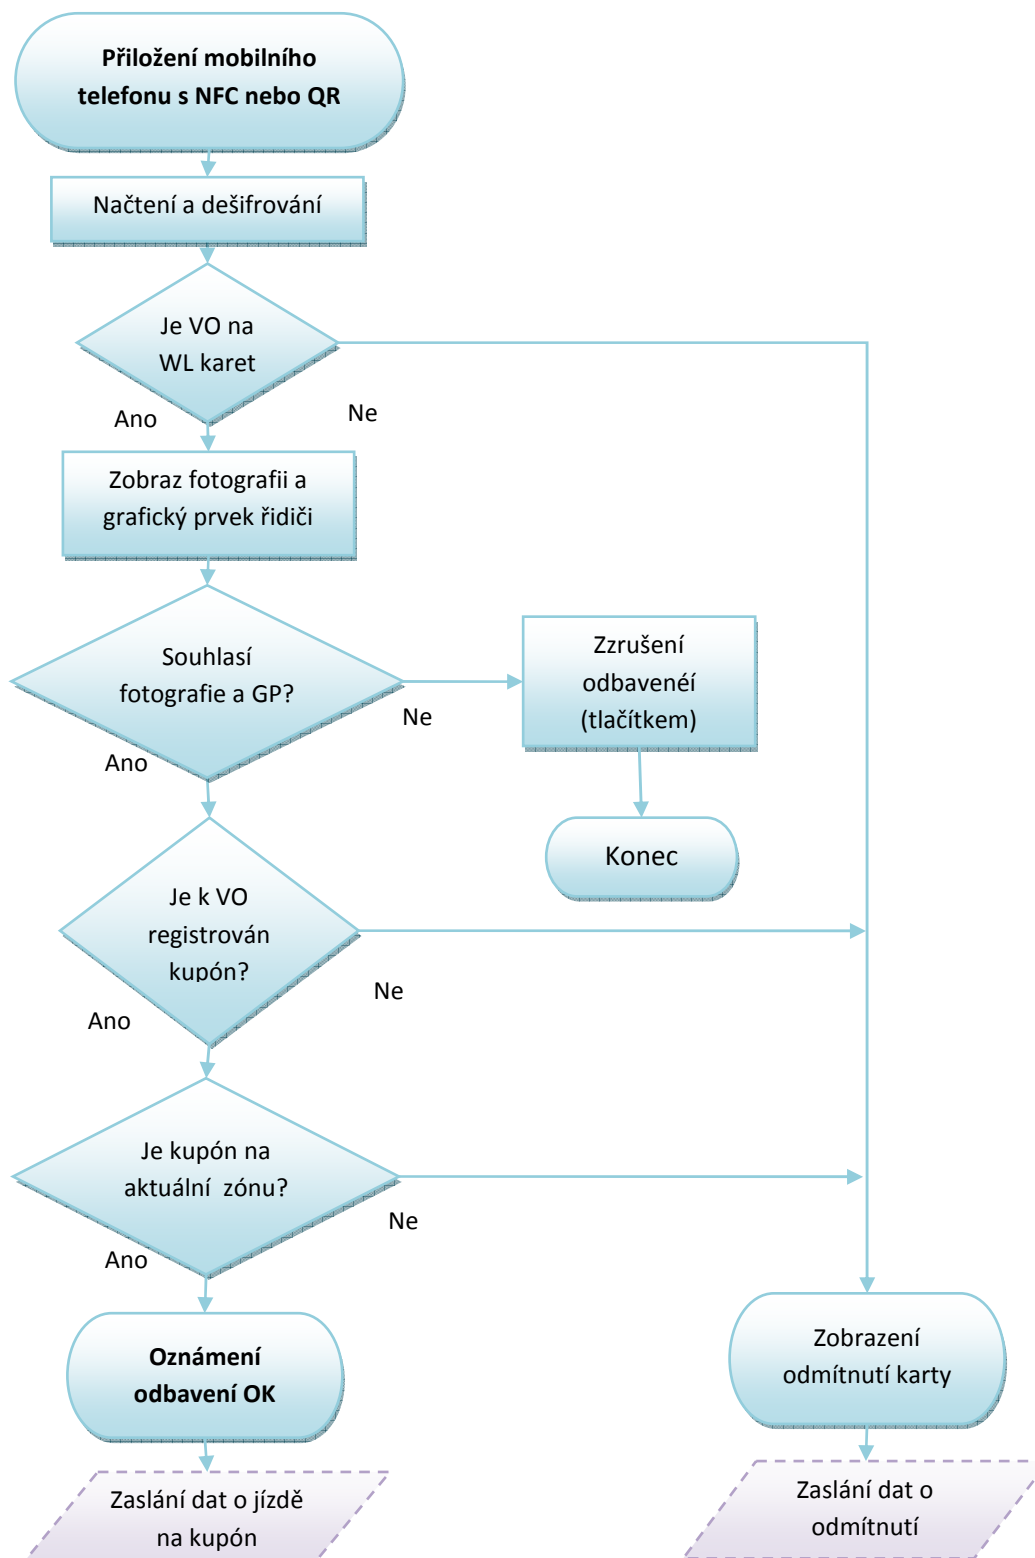 Přiložení mobilního
telefonu s NFC nebo QR
Načtení a dešifrování
Je VO na
WL karet
Ano
Ne
Zobraz fotografii a
grafický prvek řidiči
Souhlasí
fotografie a GP?
Ne
Ano
Zzrušení
odbavenéí
(tlačítkem)
Konec
Je k VO
registrován
kupón?
Ne
Ano
Je kupón na
aktuální zónu?
Ne
Ano
Oznámení
odbavení OK
Zobrazení
odmítnutí karty
Zaslání dat o jízdě
na kupón
Zaslání dat o
odmítnutí